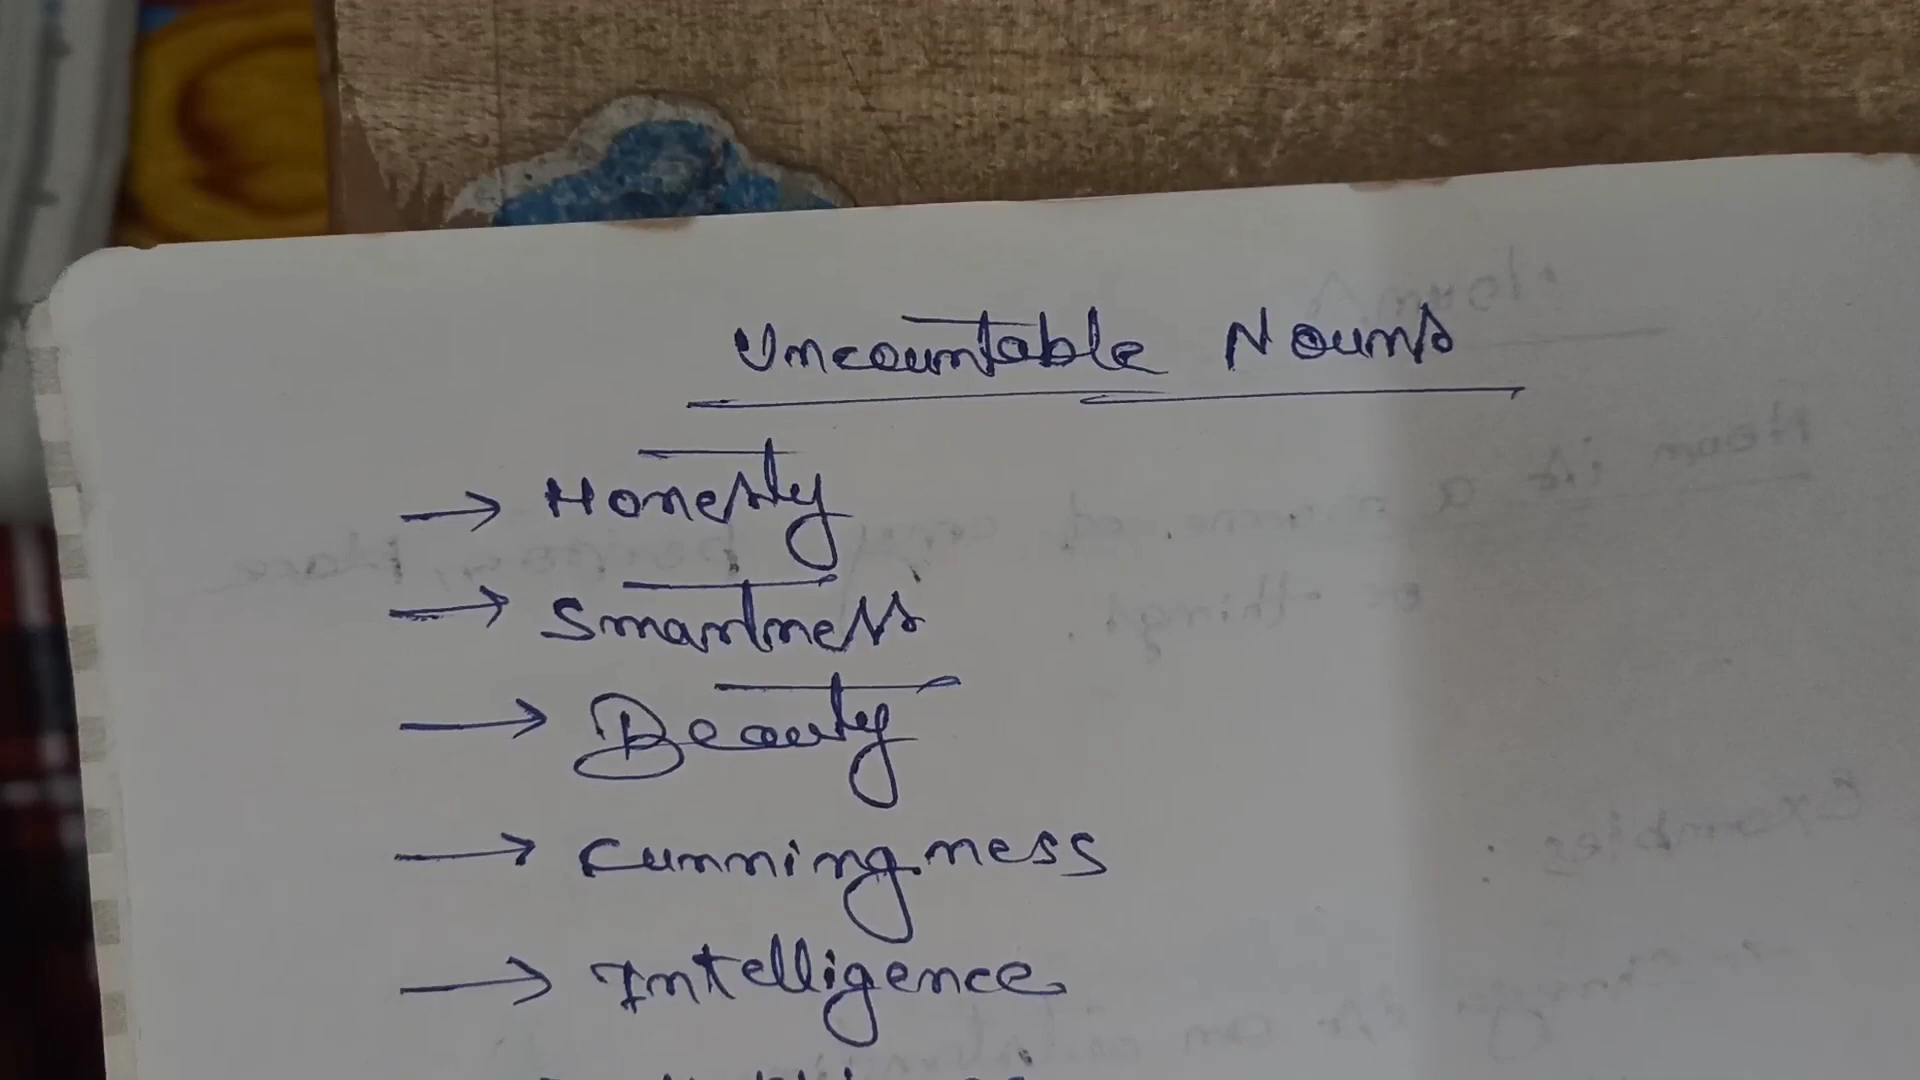 Uncountable Nouns
→ Honesty
→ Smartness
→ Beauty
→ Cunningness
→ Intelligence